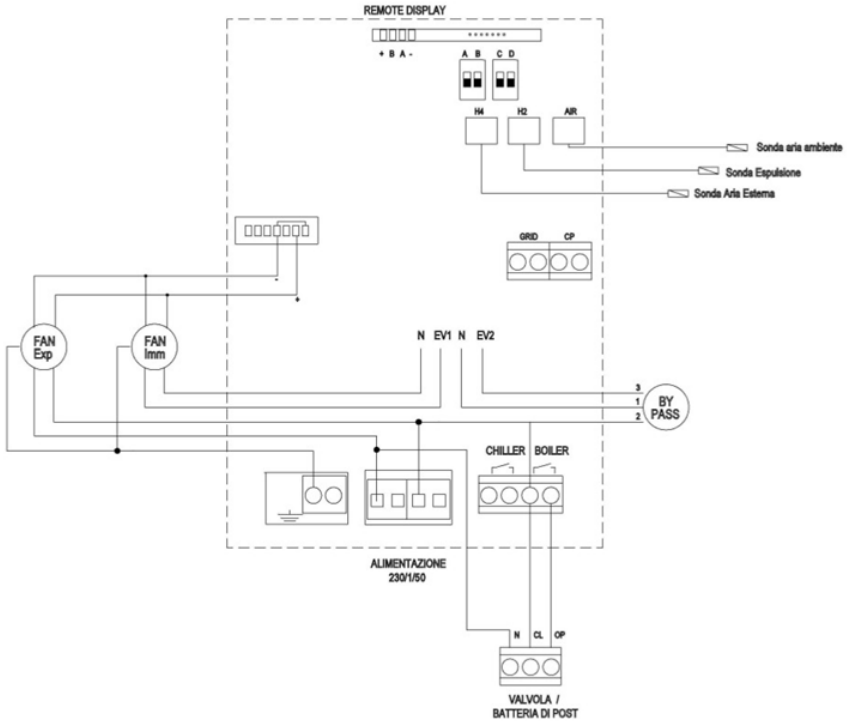 REMOTE DISPLAY
+ B A -
*******
A B C D
H4 H2 AIR
Sonda aria ambiente
Sonda Espulsione
Sonda Aria Esterna
GRID CP
-
+
FAN
Exp
FAN
Imm
N EV1 N EV2
3
1
2
BY
PASS
CHILLER BOILER
ALIMENTAZIONE
230/1/50
N CL OP
VALVOLA /
BATTERIA DI POST